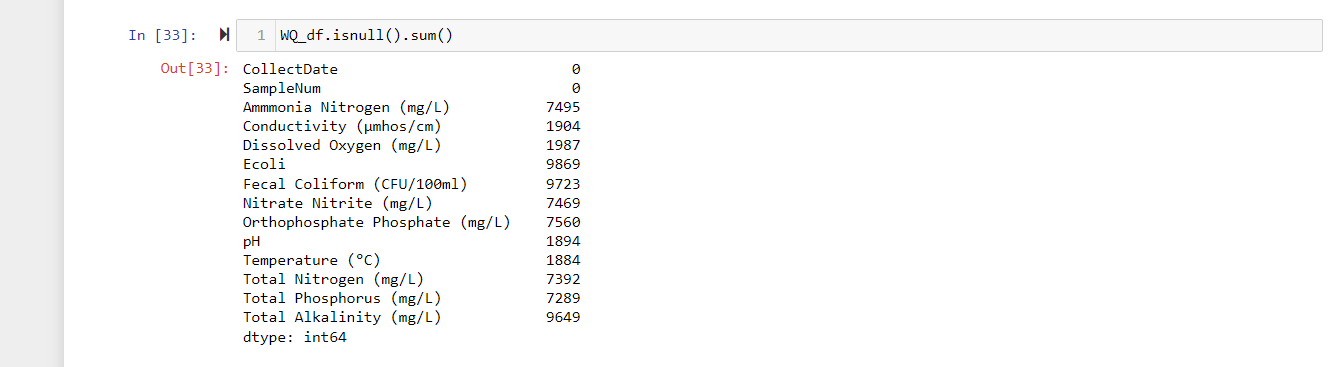 In [33]: 1 WQ_df.isnull().sum()
Out[33]: CollectDate 0
SampleNum 0
Ammmonia Nitrogen (mg/L) 7495
Conductivity (µmhos/cm) 1904
Dissolved Oxygen (mg/L) 1987
Ecoli 9869
Fecal Coliform (CFU/100ml) 9723
Nitrate Nitrite (mg/L) 7469
Orthophosphate Phosphate (mg/L) 7560
pH 1894
Temperature (°C) 1884
Total Nitrogen (mg/L) 7392
Total Phosphorus (mg/L) 7289
Total Alkalinity (mg/L) 9649
dtype: int64